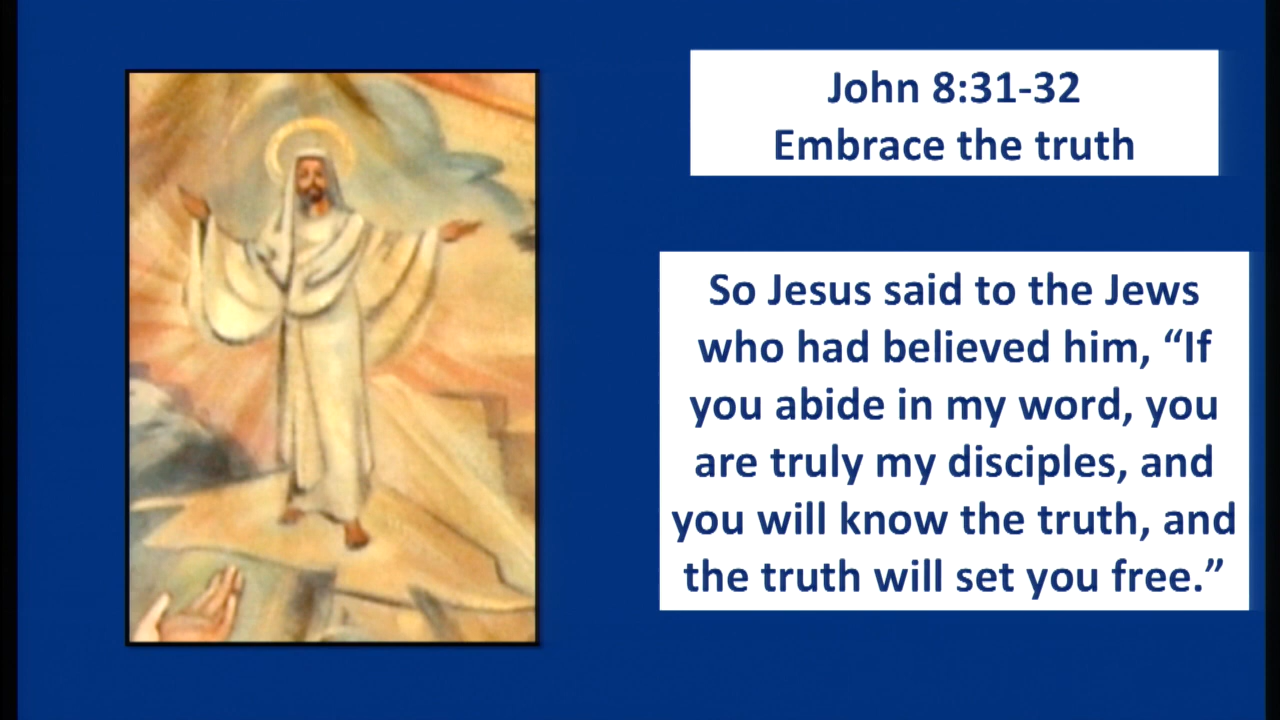 John 8:31-32
Embrace the truth
So Jesus said to the Jews
who had believed him, “If
you abide in my word, you
are truly my disciples, and
you will know the truth, and
the truth will set you free.”